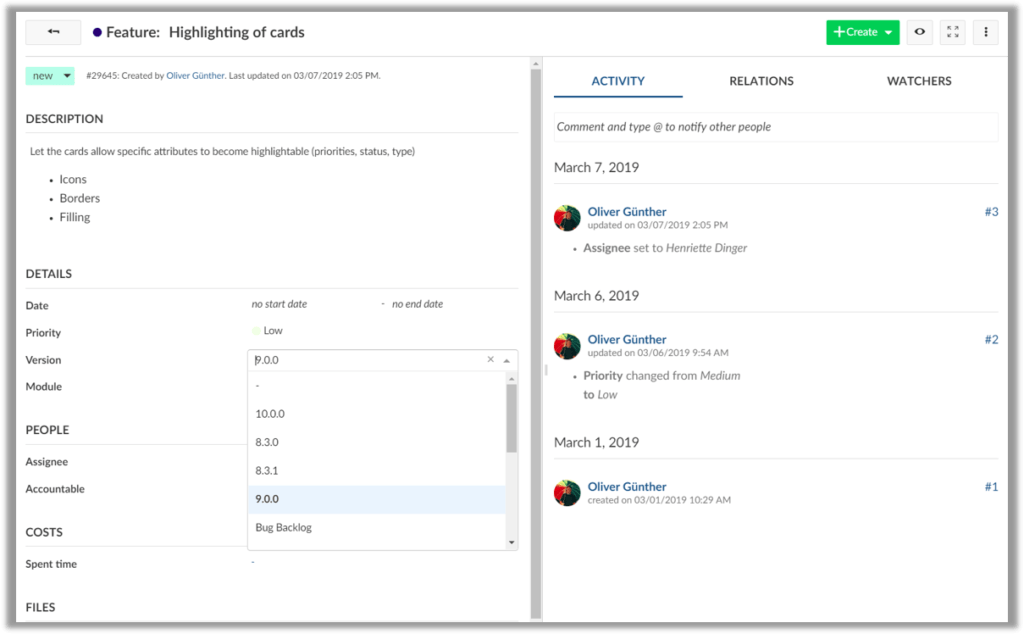 Feature: Highlighting of cards
Create
new
#29645: Created by Oliver Günther. Last updated on 03/07/2019 2:05 PM.
DESCRIPTION
Let the cards allow specific attributes to become highlightable (priorities, status, type)
• Icons
• Borders
• Filling
DETAILS
Date no start date - no end date
Priority Low
Version 9.0.0
Module
-
10.0.0
8.3.0
8.3.1
9.0.0
Bug Backlog
PEOPLE
Assignee
Accountable
COSTS
Spent time -
FILES
ACTIVITY RELATIONS WATCHERS
Comment and type @ to notify other people
March 7, 2019
Oliver Günther #3
updated on 03/07/2019 2:05 PM
• Assignee set to Henriette Dinger
March 6, 2019
Oliver Günther #2
updated on 03/06/2019 9:54 AM
• Priority changed from Medium
to Low
March 1, 2019
Oliver Günther #1
created on 03/01/2019 10:29 AM